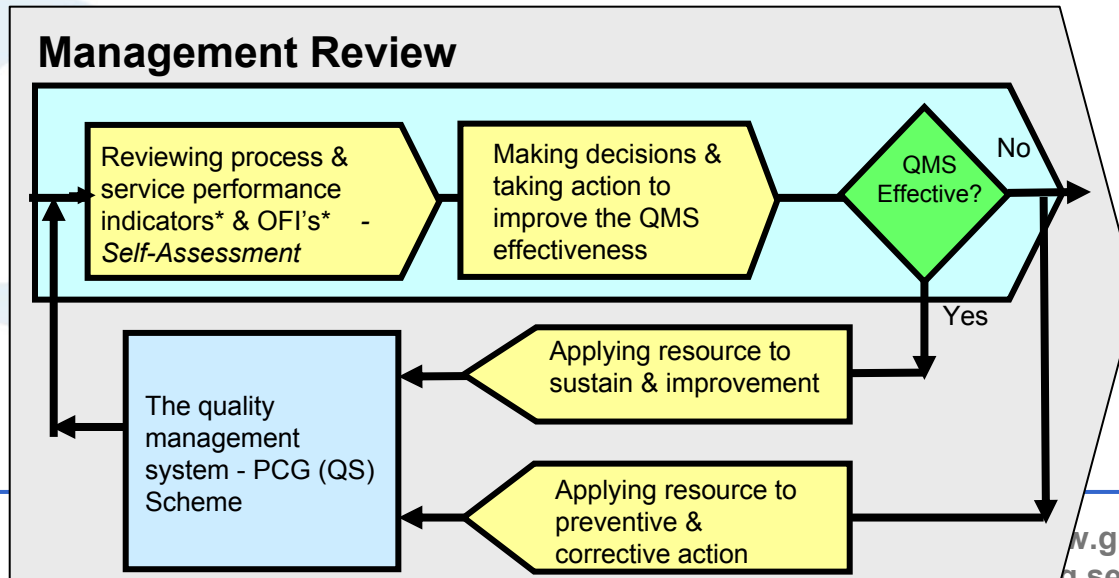 Management Review
Reviewing process &
service performance
indicators* & OFI's* -
Self-Assessment
Making decisions &
taking action to
improve the QMS
effectiveness
QMS
Effective?
No
Yes
Applying resource to
sustain & improvement
The quality
management
system - PCG (QS)
Scheme
Applying resource to
preventive &
corrective action